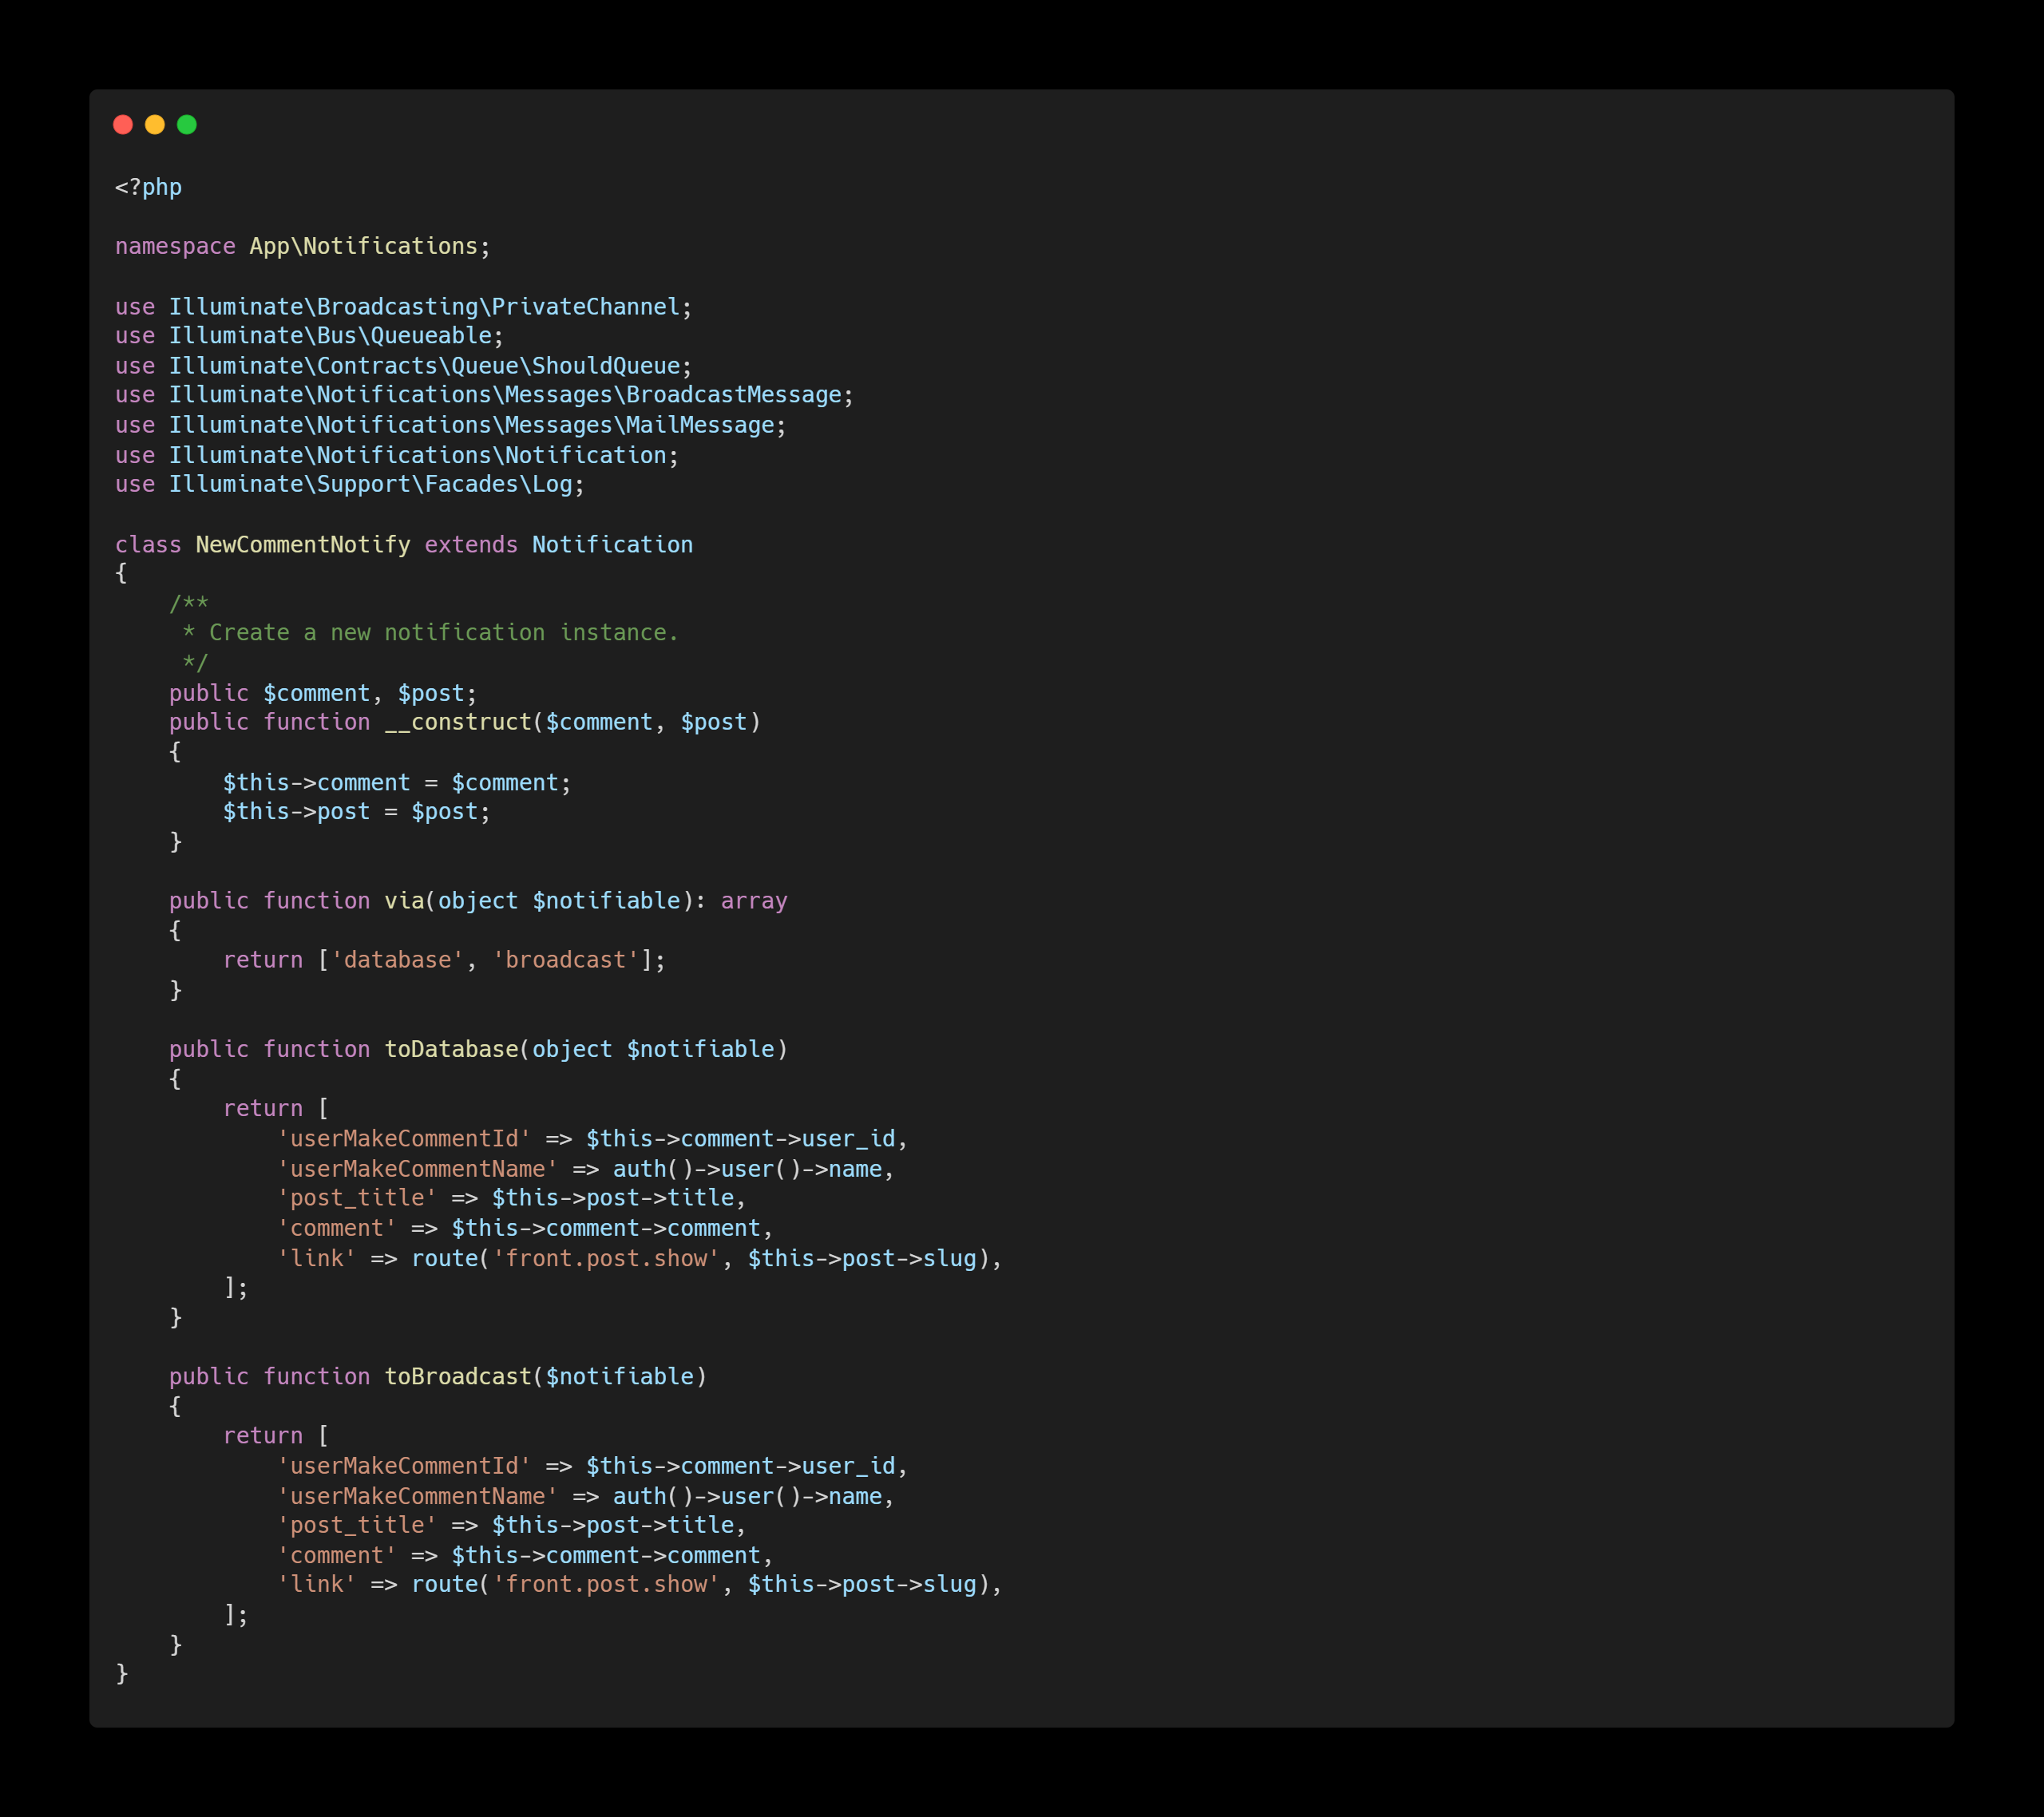 <?php

namespace App\Notifications;

use Illuminate\Broadcasting\PrivateChannel;
use Illuminate\Bus\Queueable;
use Illuminate\Contracts\Queue\ShouldQueue;
use Illuminate\Notifications\Messages\BroadcastMessage;
use Illuminate\Notifications\Messages\MailMessage;
use Illuminate\Notifications\Notification;
use Illuminate\Support\Facades\Log;

class NewCommentNotify extends Notification
{
    /**
     * Create a new notification instance.
     */
    public $comment, $post;
    public function __construct($comment, $post)
    {
        $this->comment = $comment;
        $this->post = $post;
    }

    public function via(object $notifiable): array
    {
        return ['database', 'broadcast'];
    }

    public function toDatabase(object $notifiable)
    {
        return [
            'userMakeCommentId' => $this->comment->user_id,
            'userMakeCommentName' => auth()->user()->name,
            'post_title' => $this->post->title,
            'comment' => $this->comment->comment,
            'link' => route('front.post.show', $this->post->slug),
        ];
    }

    public function toBroadcast($notifiable)
    {
        return [
            'userMakeCommentId' => $this->comment->user_id,
            'userMakeCommentName' => auth()->user()->name,
            'post_title' => $this->post->title,
            'comment' => $this->comment->comment,
            'link' => route('front.post.show', $this->post->slug),
        ];
    }
}